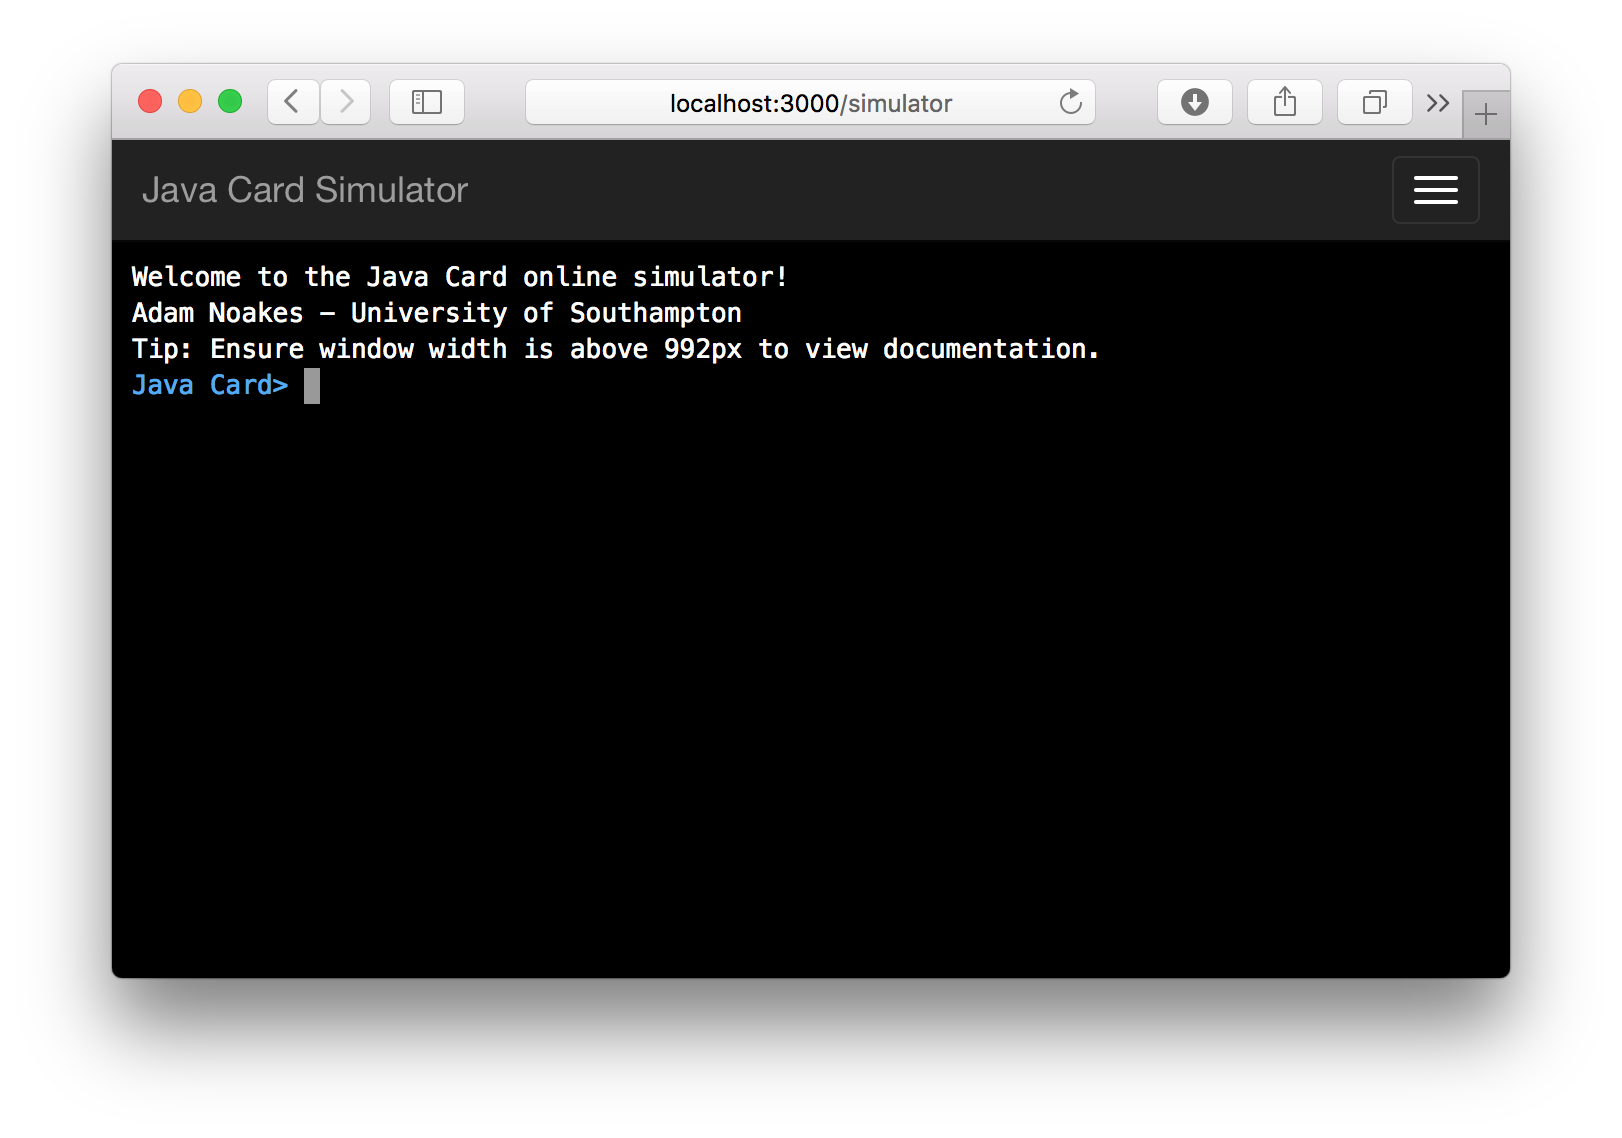 localhost:3000/simulator
Java Card Simulator
Welcome to the Java Card online simulator!
Adam Noakes – University of Southampton
Tip: Ensure window width is above 992px to view documentation.
Java Card>